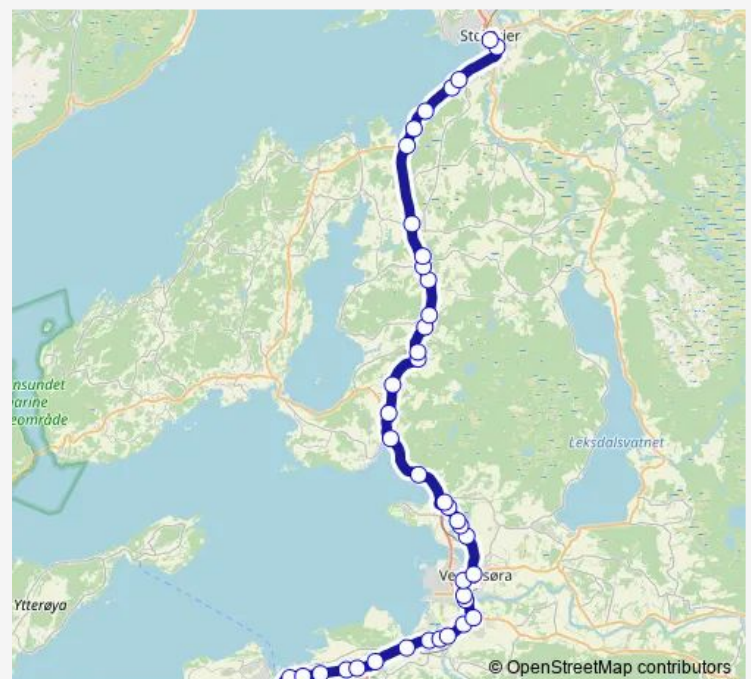 nsundet
arine
eområde
Leksdalsvatnet
Ytterøya
© OpenStreetMap contributors